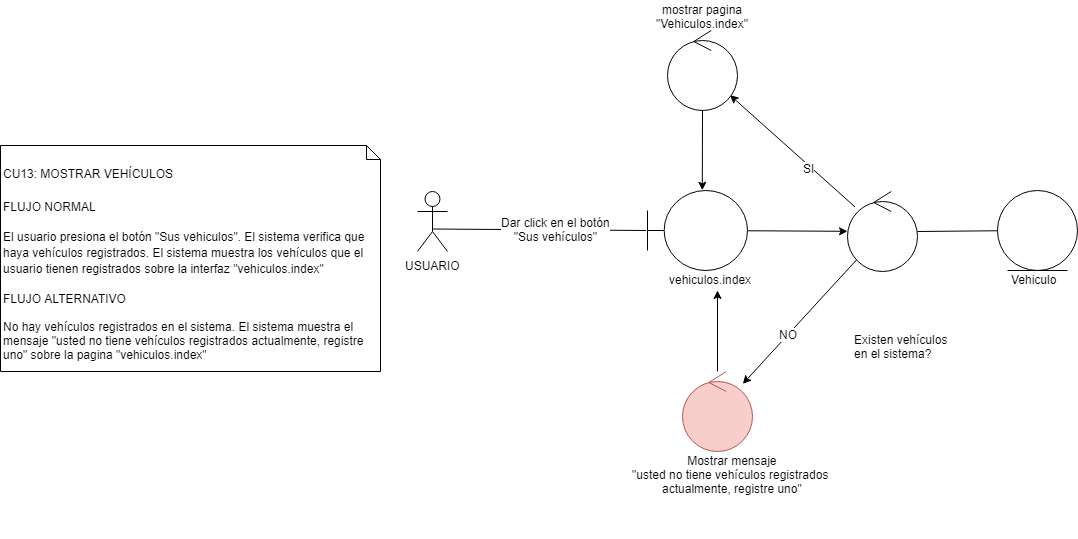 CU13: MOSTRAR VEHÍCULOS
FLUJO NORMAL
El usuario presiona el botón "Sus vehiculos". El sistema verifica que
haya vehículos registrados. El sistema muestra los vehículos que el
usuario tienen registrados sobre la interfaz "vehiculos.index"
FLUJO ALTERNATIVO
No hay vehículos registrados en el sistema. El sistema muestra el
mensaje "usted no tiene vehículos registrados actualmente, registre
uno" sobre la pagina "vehiculos.index"
USUARIO
Dar click en el botón
"Sus vehículos"
mostrar pagina
"Vehiculos.index"
vehiculos.index
SI
NO
Existen vehículos
en el sistema?
Vehiculo
Mostrar mensaje
"usted no tiene vehículos registrados
actualmente, registre uno"